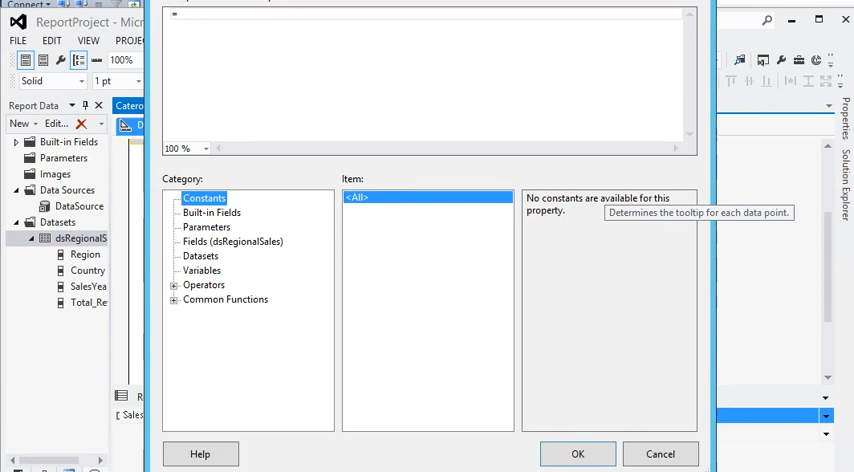 Connect
ReportProject - Micr
FILE EDIT VIEW PROJE
100%
Solid 1 pt
Report Data
Catero
New Edit...
D
Built-in Fields
Parameters
Images
Data Sources
DataSource
Datasets
dsRegionalS
Region
Country
SalesYea
Total_Re
=
100 %
Category:
Item:
Constants
Built-in Fields
Parameters
Fields (dsRegionalSales)
Datasets
Variables
Operators
Common Functions
<All>
No constants are available for this
property.
Determines the tooltip for each data point.
Properties
Solution Explorer
R
[ Sales
Help OK Cancel